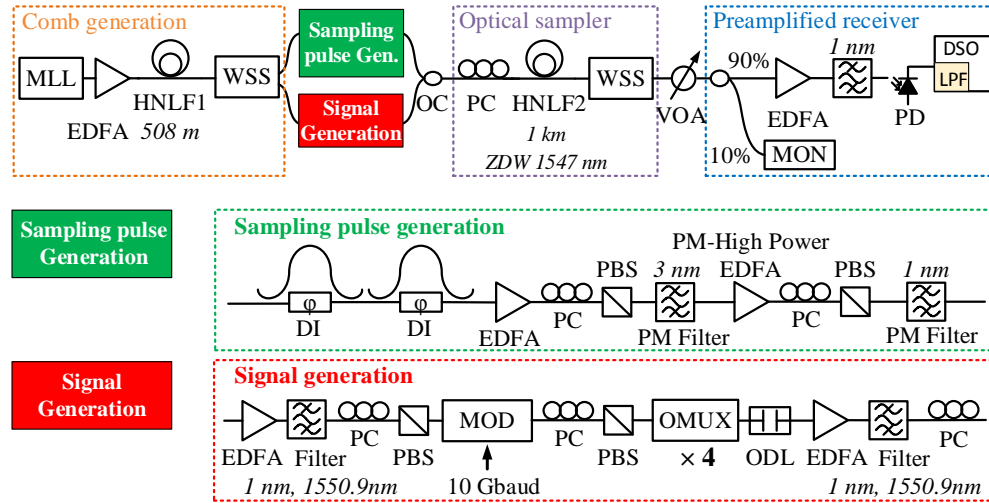 Comb generation
MLL
EDFA
HNLF1
508 m
WSS
Sampling
pulse Gen.
Signal
Generation
OC
Optical sampler
PC
HNLF2
1 km
ZDW 1547 nm
WSS
VOA
Preamplified receiver
90%
10%
EDFA
1 nm
MON
PD
DSO
LPF
Sampling pulse
Generation
Sampling pulse generation
φ
DI
φ
DI
EDFA
PC
PBS
3 nm
PM Filter
PM-High Power
EDFA
PC
PBS
1 nm
PM Filter
Signal
Generation
Signal generation
EDFA
Filter
1 nm, 1550.9nm
PC
PBS
MOD
10 Gbaud
PC
PBS
OMUX
× 4
ODL
EDFA
Filter
1 nm, 1550.9nm
PC